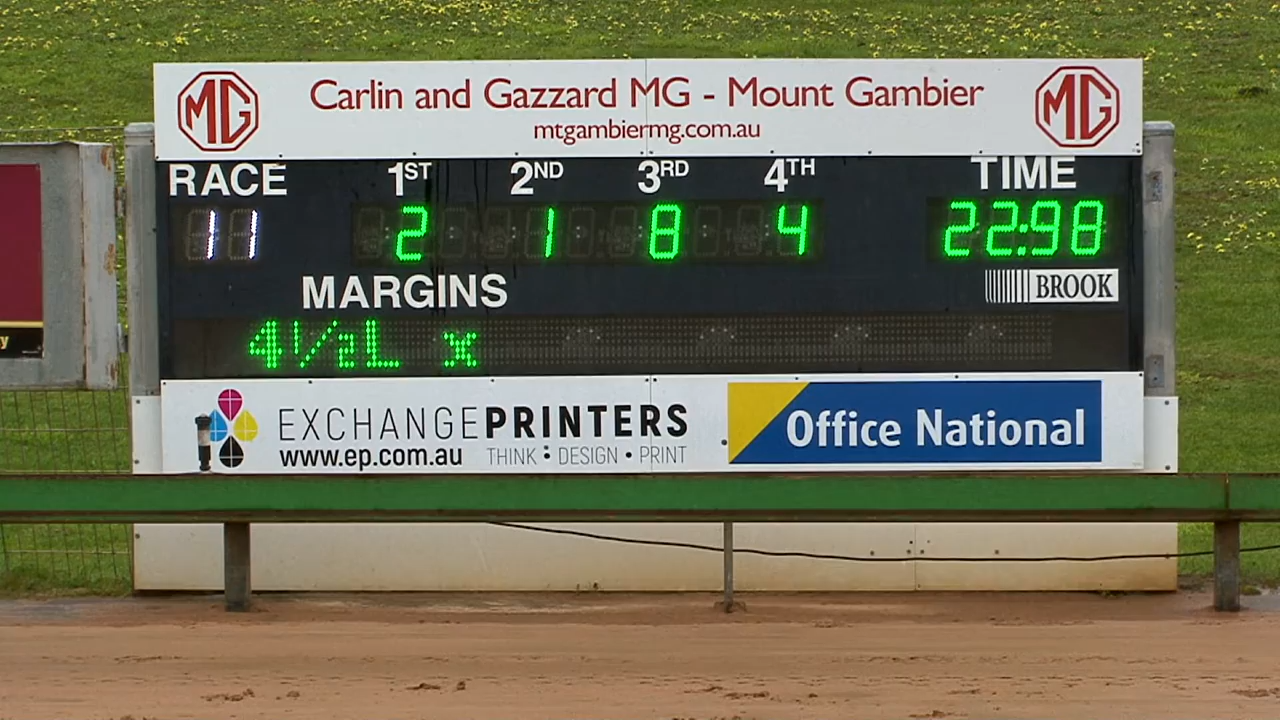 MG Carlin and Gazzard MG - Mount Gambier MG
mtgambiermg.com.au
RACE 1ST 2ND 3RD 4TH TIME
11 2 1 8 4 22:98
MARGINS BROOK
4½L x
y
EXCHANGEPRINTERS Office National
www.ep.com.au THINK : DESIGN • PRINT